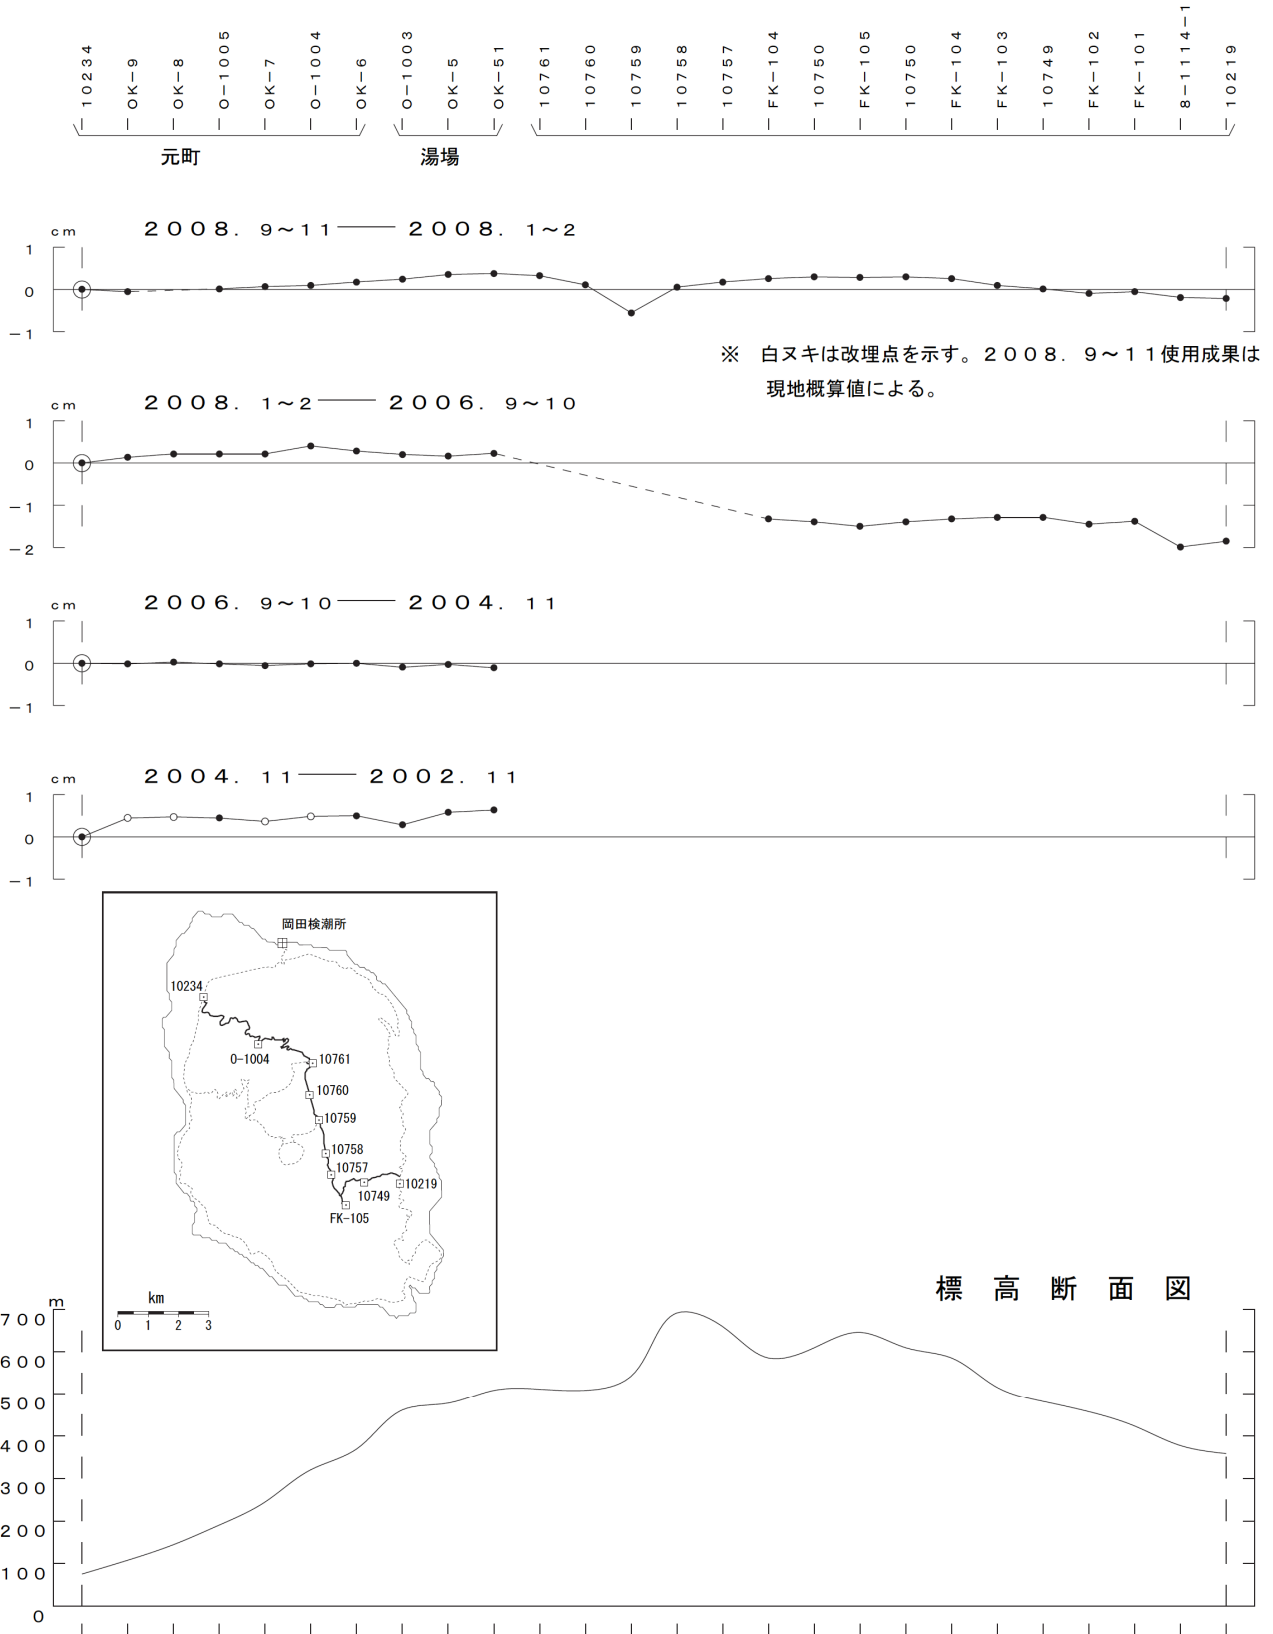 10234
OK-9
OK-8
O-1005
OK-7
O-1004
OK-6
O-1003
OK-5
OK-51
10761
10760
10759
10758
10757
FK-104
10750
FK-105
10750
FK-104
FK-103
10749
FK-102
FK-101
8-1114-1
10219
元町
湯場
cm
2008. 9~11 —— 2008. 1~2
1
0
-1
※ 白ヌキは改埋点を示す。2008. 9~11使用成果は
現地概算値による。
cm
2008. 1~2 —— 2006. 9~10
1
0
-1
-2
cm
2006. 9~10 —— 2004. 11
1
0
-1
cm
2004. 11 —— 2002. 11
1
0
-1
岡田検潮所
10234
O-1004
10761
10760
10759
10758
10757
10749
10219
FK-105
km
0 1 2 3
標高断面図
m
700
600
500
400
300
200
100
0